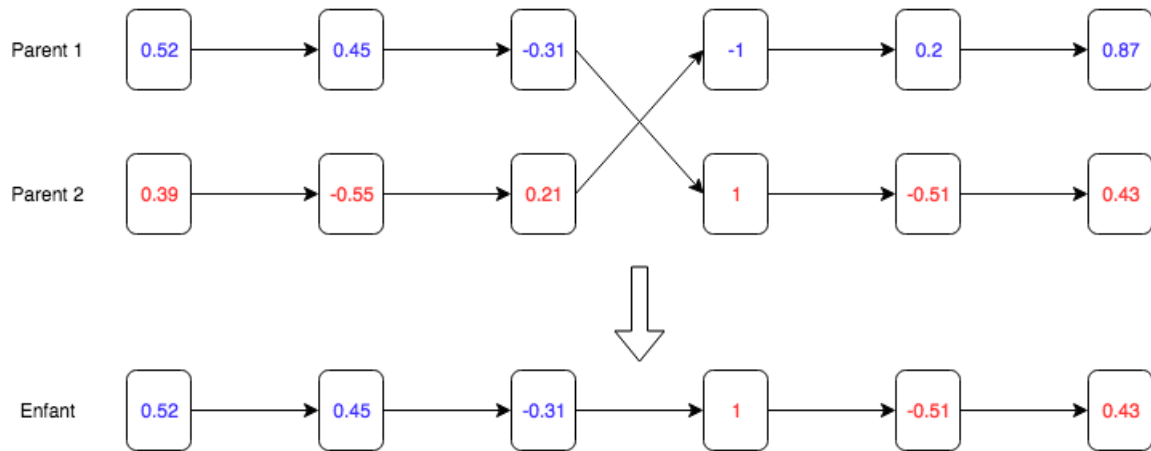 Parent 1 0.52 0.45 -0.31 -1 0.2 0.87
Parent 2 0.39 -0.55 0.21 1 -0.51 0.43
Enfant 0.52 0.45 -0.31 1 -0.51 0.43